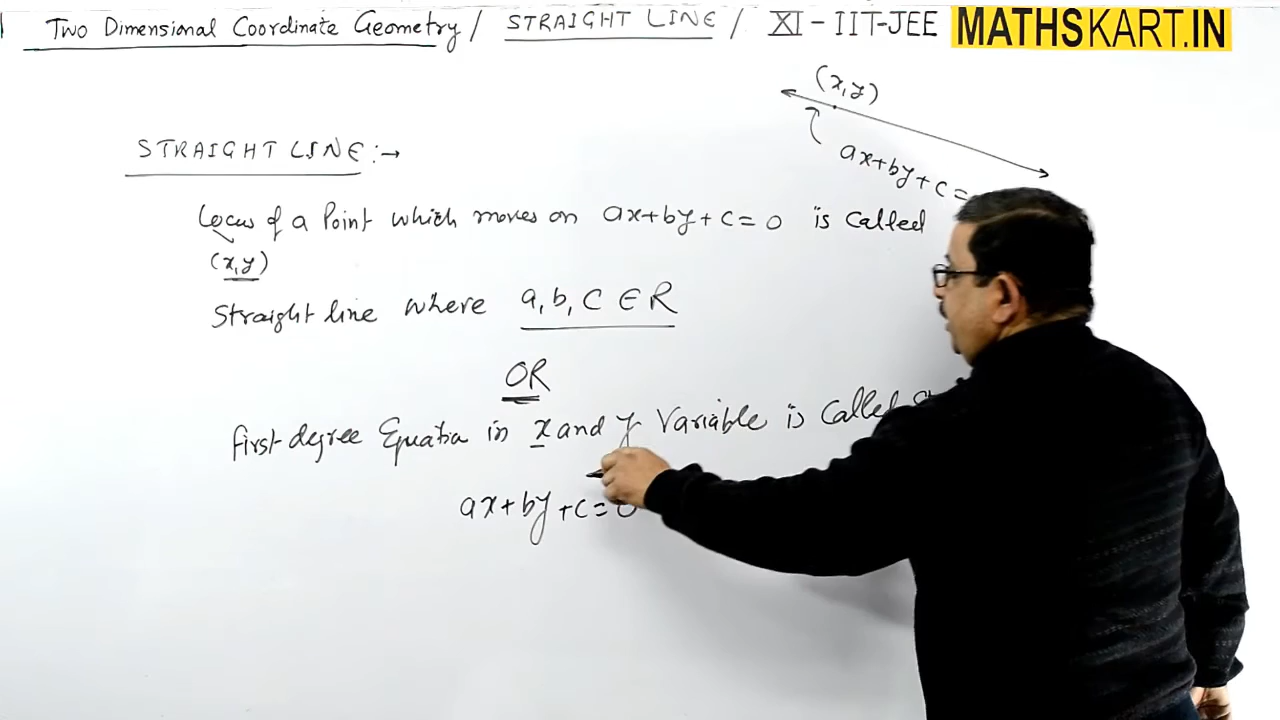 Two Dimensional Coordinate Geometry / STRAIGHT LINE / XI - IIT-JEE MATHSKART.IN
(x,y)
ax+by+c=
STRAIGHT LINE :→
Locus of a Point which moves on ax+by+c=0 is called
(x,y)
Straight line where a, b, c ∈ R
OR
First degree Equation in x and y Variable is called
ax+by+c=0